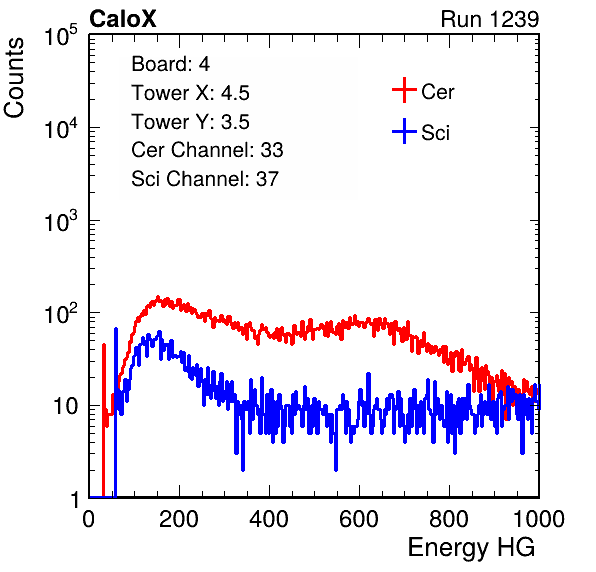 CaloX Run 1239
Counts
10^5
10^4
10^3
10^2
10
1
Board: 4
Tower X: 4.5
Tower Y: 3.5
Cer Channel: 33
Sci Channel: 37
Cer
Sci
0 200 400 600 800 1000
Energy HG